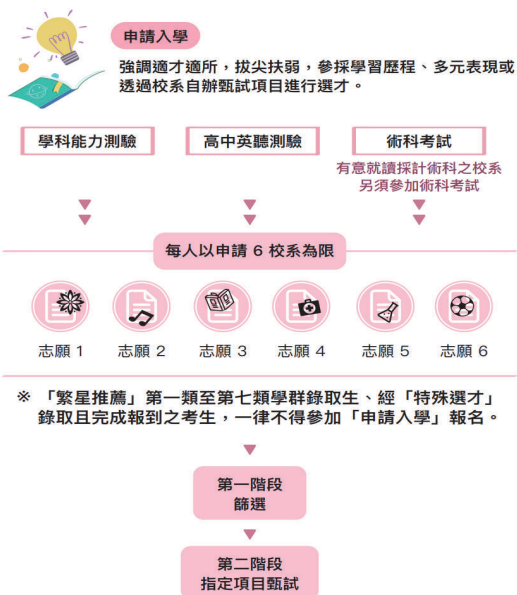 申請入學
強調適才適所，拔尖扶弱，參採學習歷程、多元表現或
透過校系自辦甄試項目進行選才。
學科能力測驗
高中英聽測驗
術科考試
有意就讀採計術科之校系
另須參加術科考試
每人以申請 6 校系為限
志願 1
志願 2
志願 3
志願 4
志願 5
志願 6
※ 「繁星推薦」第一類至第七類學群錄取生、經「特殊選才」
錄取且完成報到之考生，一律不得參加「申請入學」報名。
第一階段
篩選
第二階段
指定項目甄試